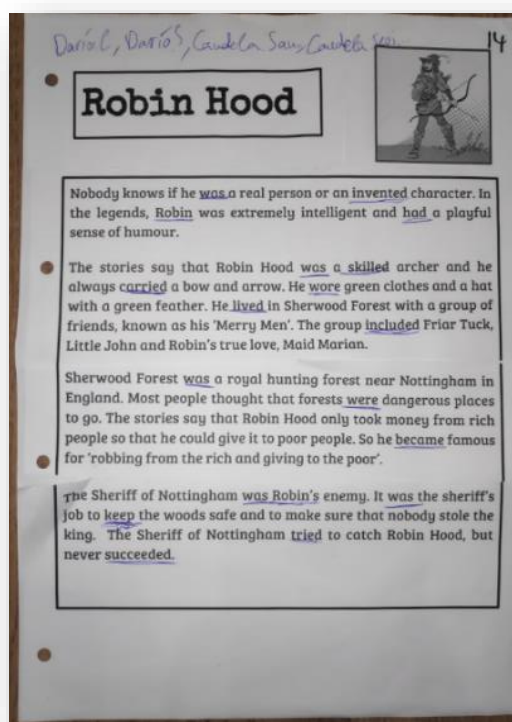 Darío C, Darío S, Candela Saus, Candela
14
Robin Hood
Nobody knows if he was a real person or an invented character. In
the legends, Robin was extremely intelligent and had a playful
sense of humour.
The stories say that Robin Hood was a skilled archer and he
always carried a bow and arrow. He wore green clothes and a hat
with a green feather. He lived in Sherwood Forest with a group of
friends, known as his 'Merry Men'. The group included Friar Tuck,
Little John and Robin's true love, Maid Marian.
Sherwood Forest was a royal hunting forest near Nottingham in
England. Most people thought that forests were dangerous places
to go. The stories say that Robin Hood only took money from rich
people so that he could give it to poor people. So he became famous
for 'robbing from the rich and giving to the poor'.
The Sheriff of Nottingham was Robin's enemy. It was the sheriff's
job to keep the woods safe and to make sure that nobody stole the
king. The Sheriff of Nottingham tried to catch Robin Hood, but
never succeeded.